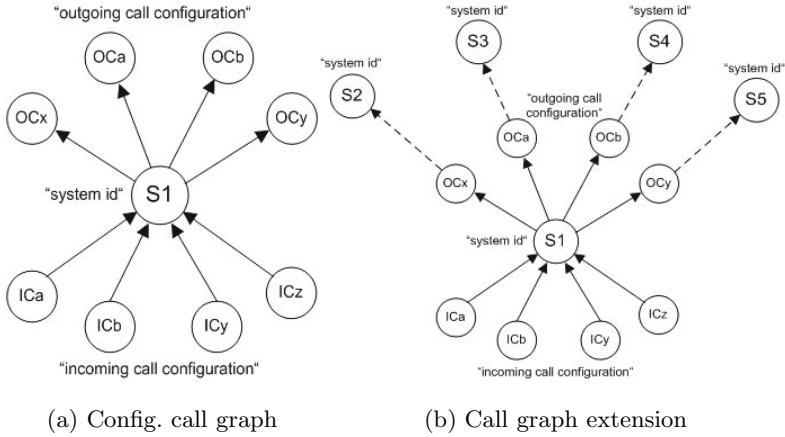 “outgoing call configuration“
OCa
OCb
OCx
OCy
“system id“
S1
ICa
ICz
ICb
ICy
“incoming call configuration“
(a) Config. call graph
“system id“
S3
“system id“
S4
“system id“
S2
“system id“
S5
“outgoing call
configuration“
OCa
OCb
OCx
OCy
“system id“
S1
ICa
ICz
ICb
ICy
“incoming call configuration“
(b) Call graph extension